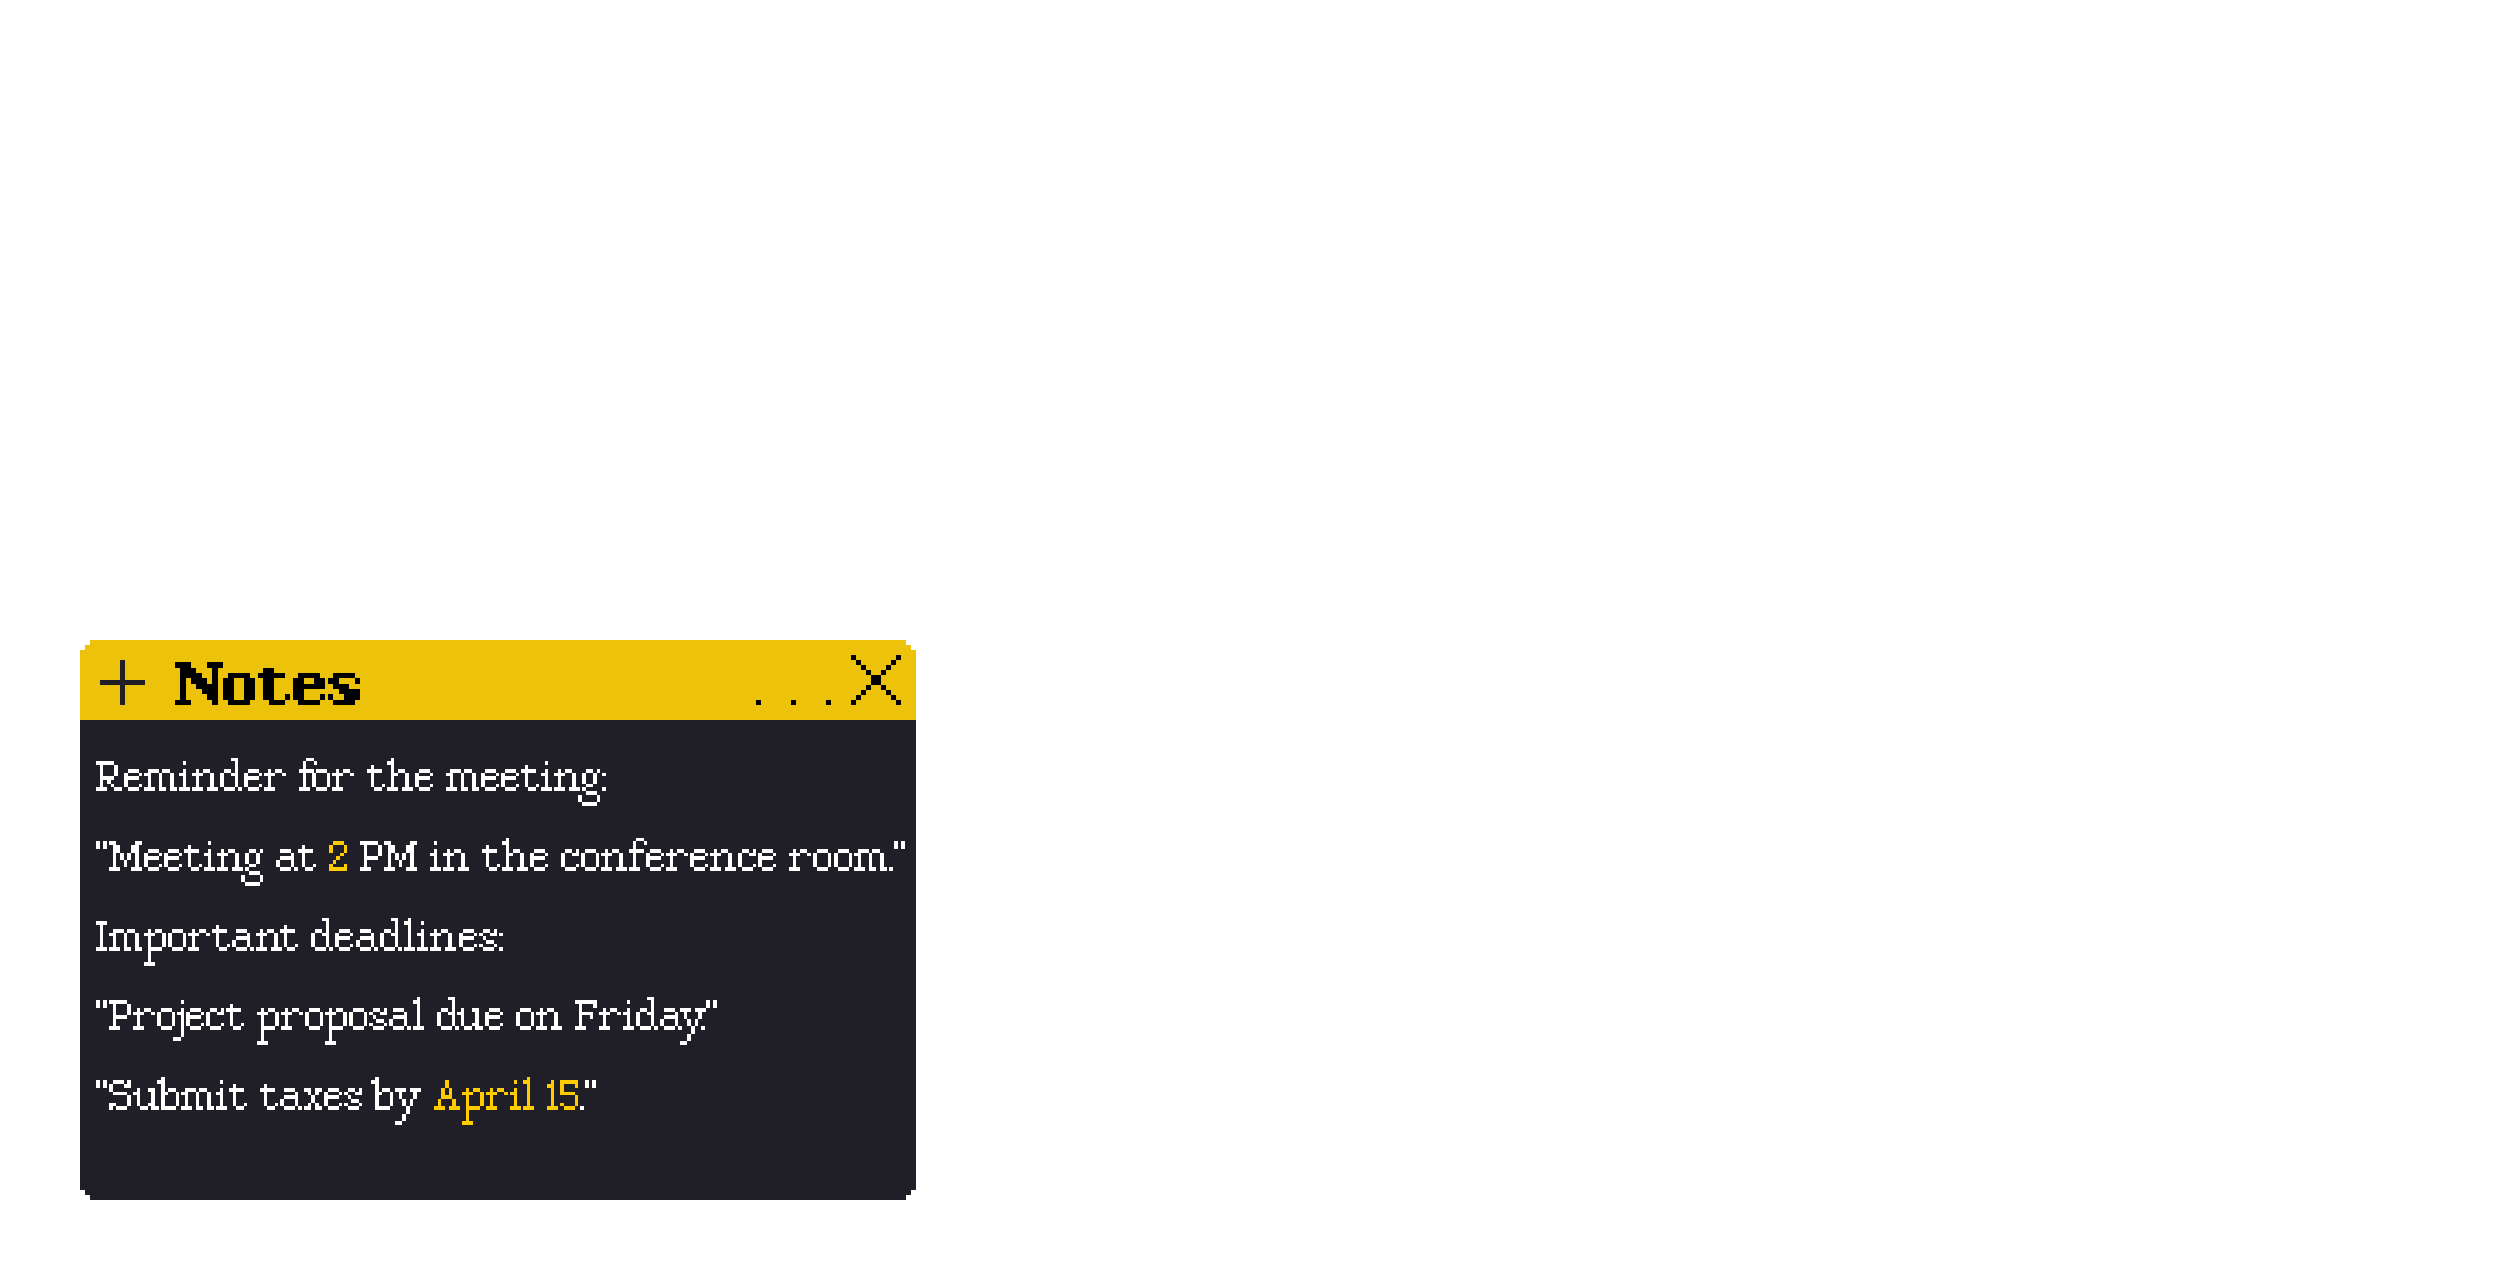 + Notes ... X
Reminder for the meeting:
"Meeting at 2 PM in the conference room."
Important deadlines:
"Project proposal due on Friday."
"Submit taxes by April 15."